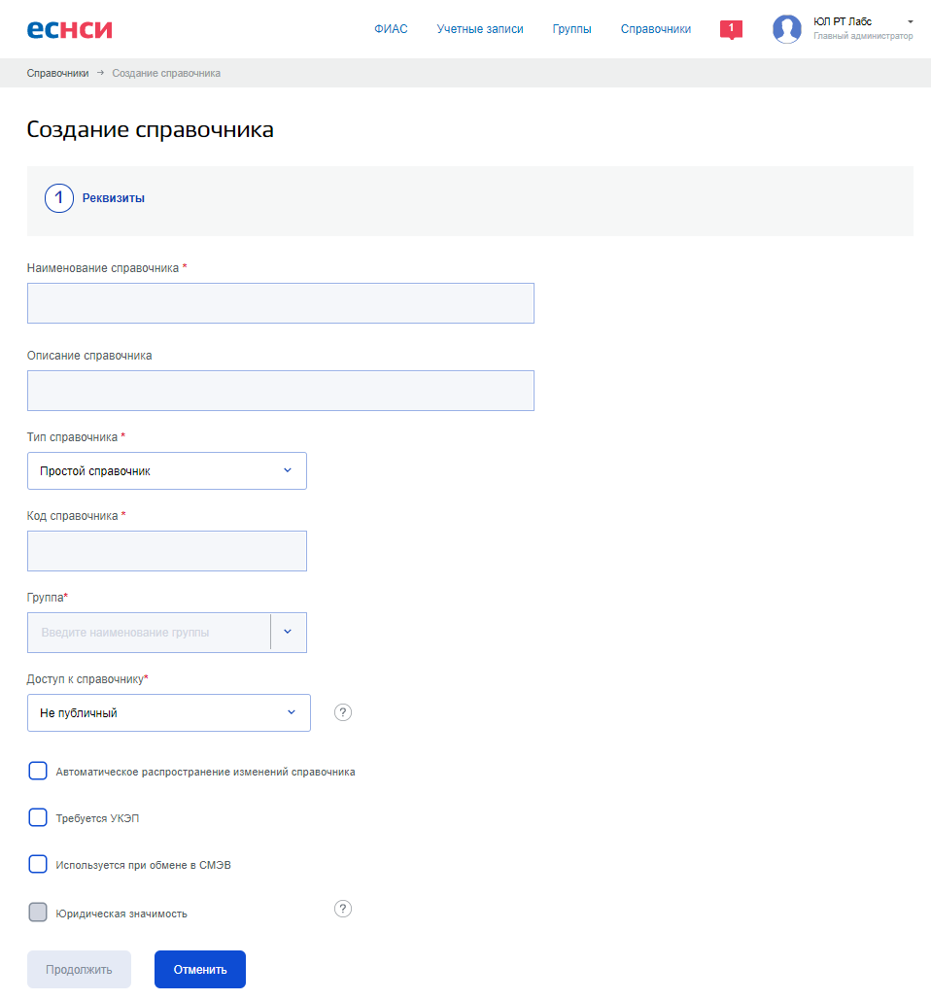 еснси
ФИАС Учетные записи Группы Справочники 1 ЮЛ РТ Лабс
Главный администратор
Справочники → Создание справочника
Создание справочника
1 Реквизиты
Наименование справочника *
Описание справочника
Тип справочника *
Простой справочник
Код справочника *
Группа*
Введите наименование группы
Доступ к справочнику*
Не публичный ?
Автоматическое распространение изменений справочника
Требуется УКЭП
Используется при обмене в СМЭВ
Юридическая значимость ?
Продолжить Отменить